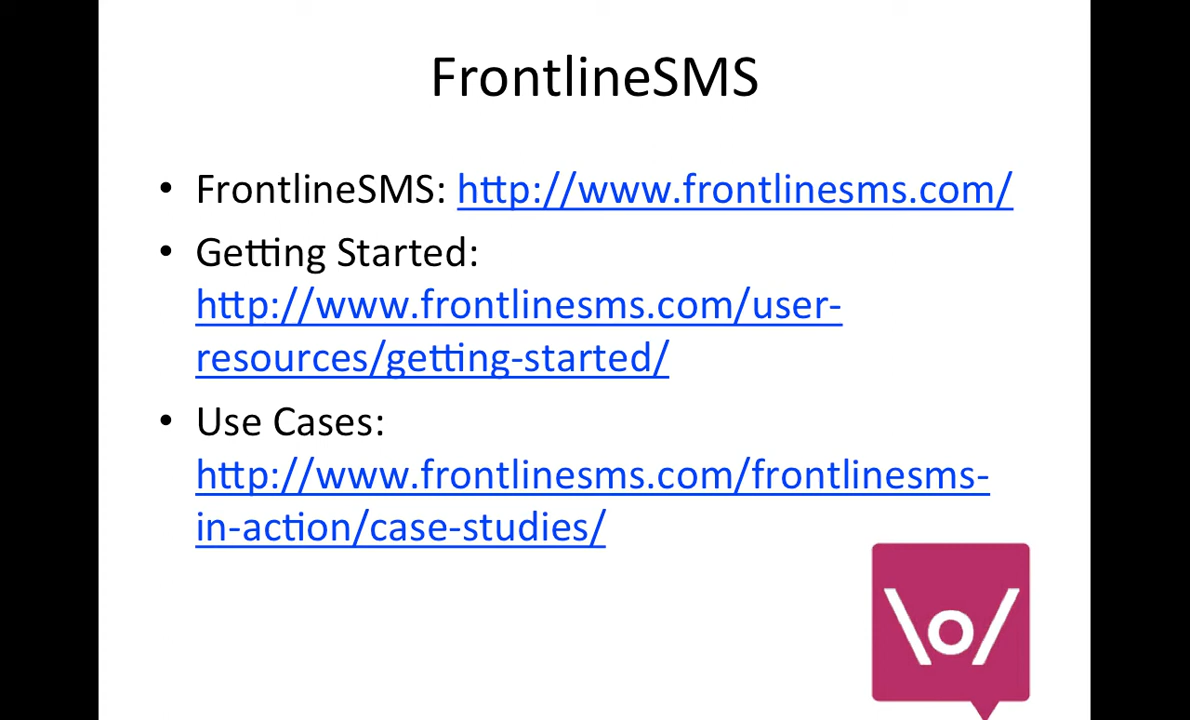 FrontlineSMS
• FrontlineSMS: http://www.frontlinesms.com/
• Getting Started:
http://www.frontlinesms.com/user-
resources/getting-started/
• Use Cases:
http://www.frontlinesms.com/frontlinesms-
in-action/case-studies/
\o/